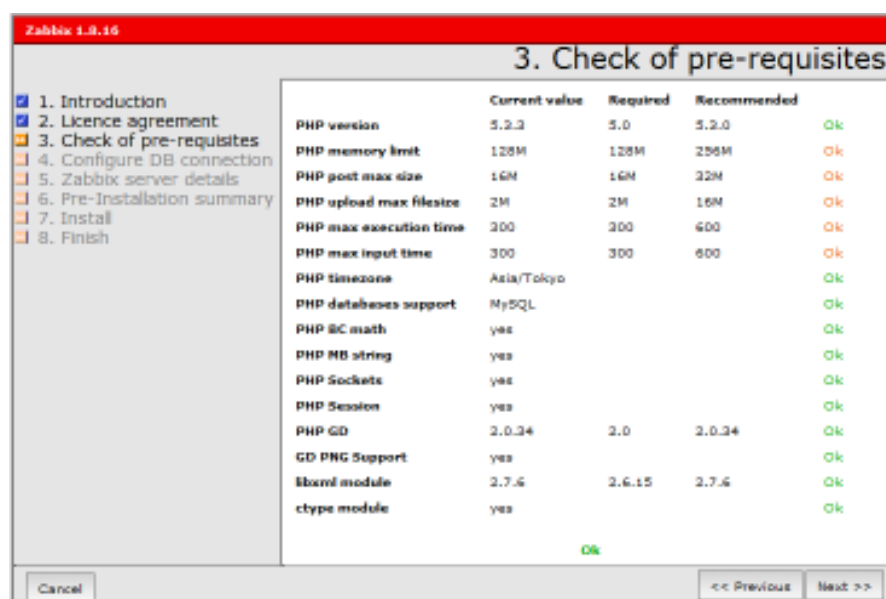 Zabbix 1.8.16
3. Check of pre-requisites
1. Introduction
2. Licence agreement
3. Check of pre-requisites
4. Configure DB connection
5. Zabbix server details
6. Pre-Installation summary
7. Install
8. Finish
Current value Required Recommended
PHP version 5.3.3 5.0 5.3.0 Ok
PHP memory limit 128M 128M 256M Ok
PHP post max size 16M 16M 32M Ok
PHP upload max filesize 2M 2M 16M Ok
PHP max execution time 300 300 600 Ok
PHP max input time 300 300 600 Ok
PHP timezone Asia/Tokyo Ok
PHP databases support MySQL Ok
PHP BC math yes Ok
PHP MB string yes Ok
PHP Sockets yes Ok
PHP Session yes Ok
PHP GD 2.0.34 2.0 2.0.34 Ok
GD PNG Support yes Ok
libxml module 2.7.6 2.6.15 2.7.6 Ok
ctype module yes Ok
Ok
Cancel << Previous Next >>